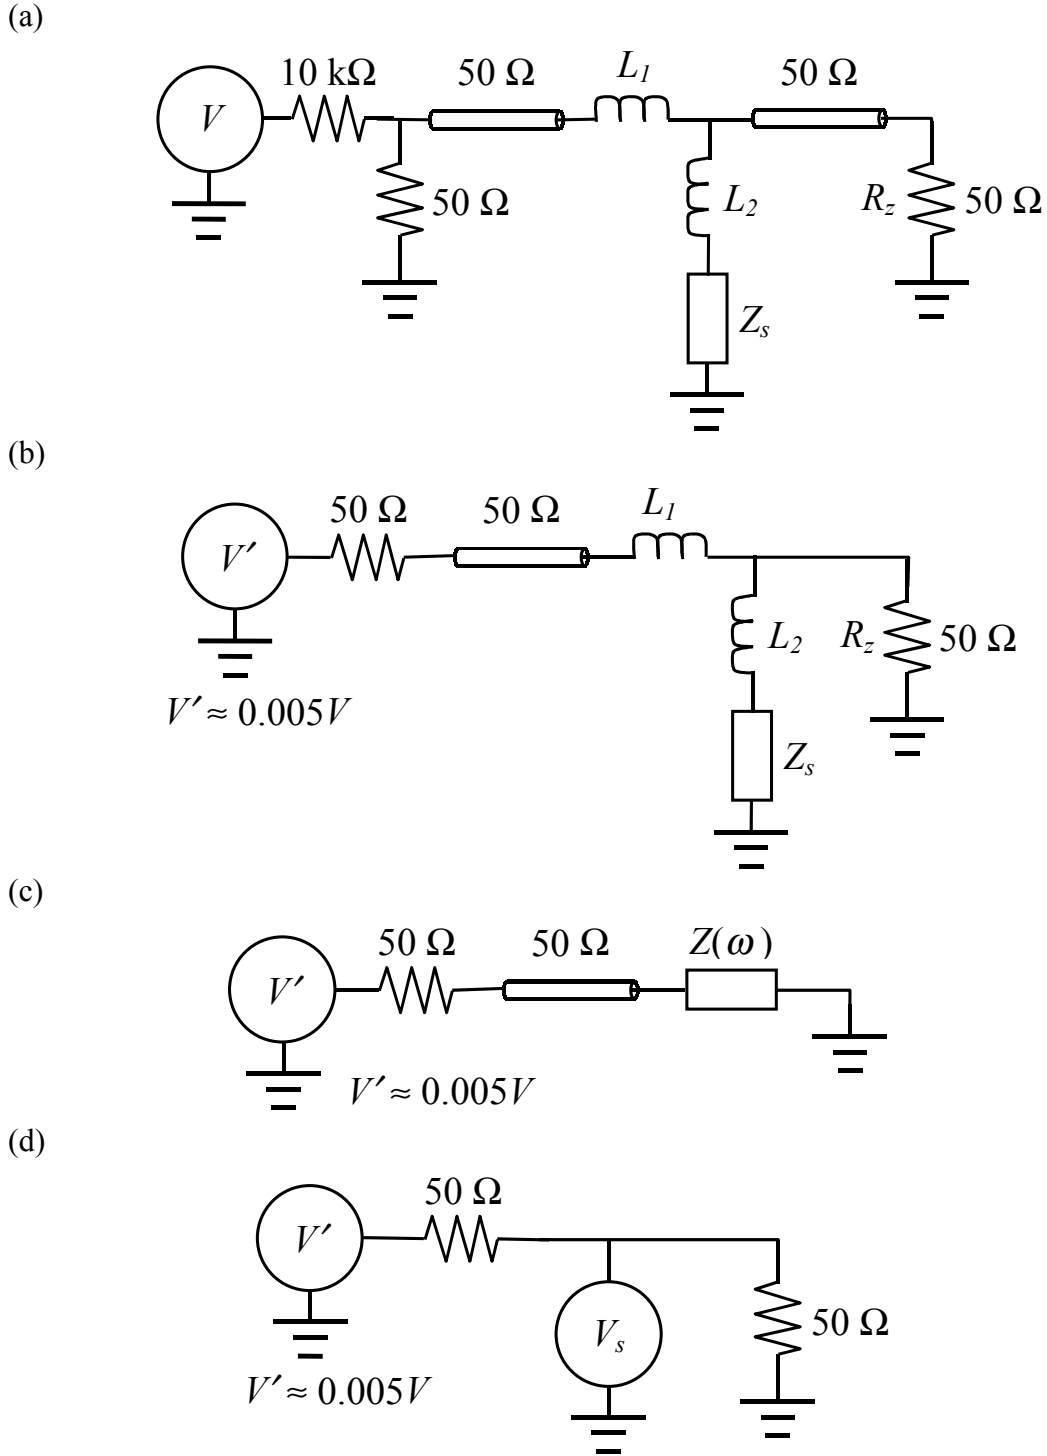 (a)
10 kΩ 50 Ω L1 50 Ω
V
50 Ω L2 Rz 50 Ω
Zs
(b)
50 Ω 50 Ω L1
V′
L2 Rz 50 Ω
V′ ≈ 0.005V
Zs
(c)
50 Ω 50 Ω Z(ω)
V′
V′ ≈ 0.005V
(d)
50 Ω
V′
Vs 50 Ω
V′ ≈ 0.005V